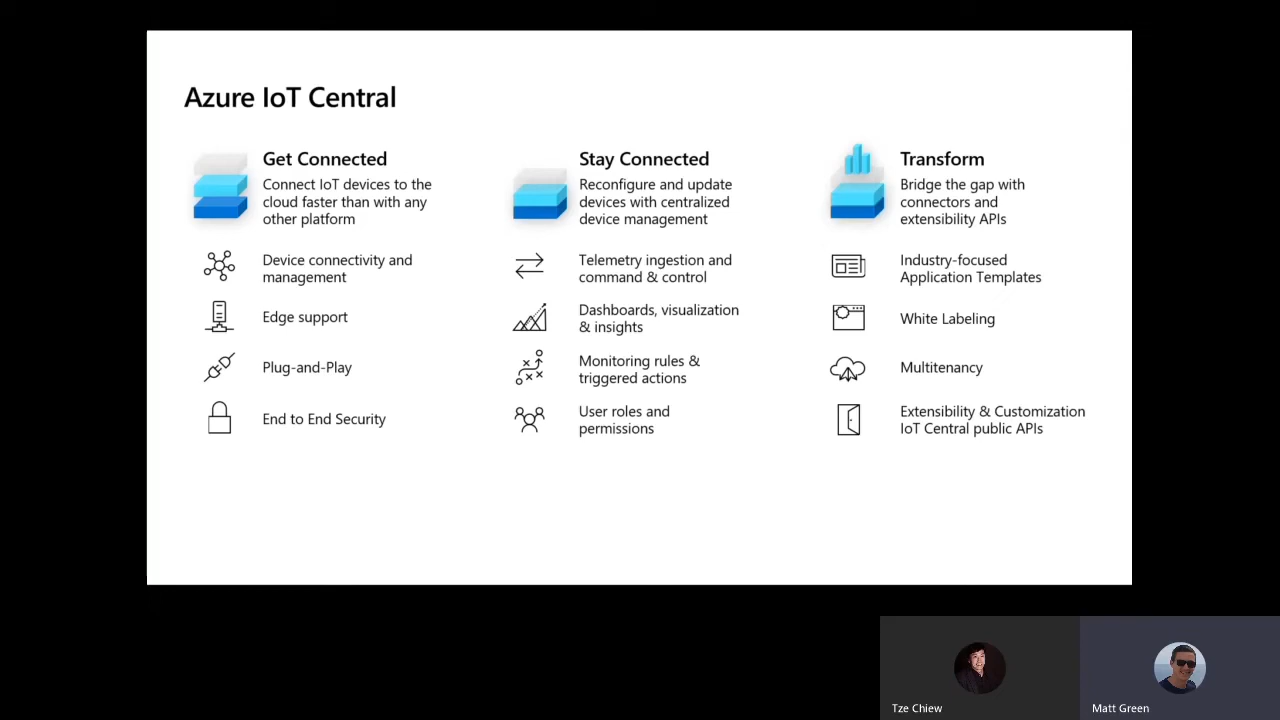 Azure IoT Central
Get Connected
Connect IoT devices to the
cloud faster than with any
other platform
Device connectivity and
management
Edge support
Plug-and-Play
End to End Security
Stay Connected
Reconfigure and update
devices with centralized
device management
Telemetry ingestion and
command & control
Dashboards, visualization
& insights
Monitoring rules &
triggered actions
User roles and
permissions
Transform
Bridge the gap with
connectors and
extensibility APIs
Industry-focused
Application Templates
White Labeling
Multitenancy
Extensibility & Customization
IoT Central public APIs
Tze Chiew
Matt Green